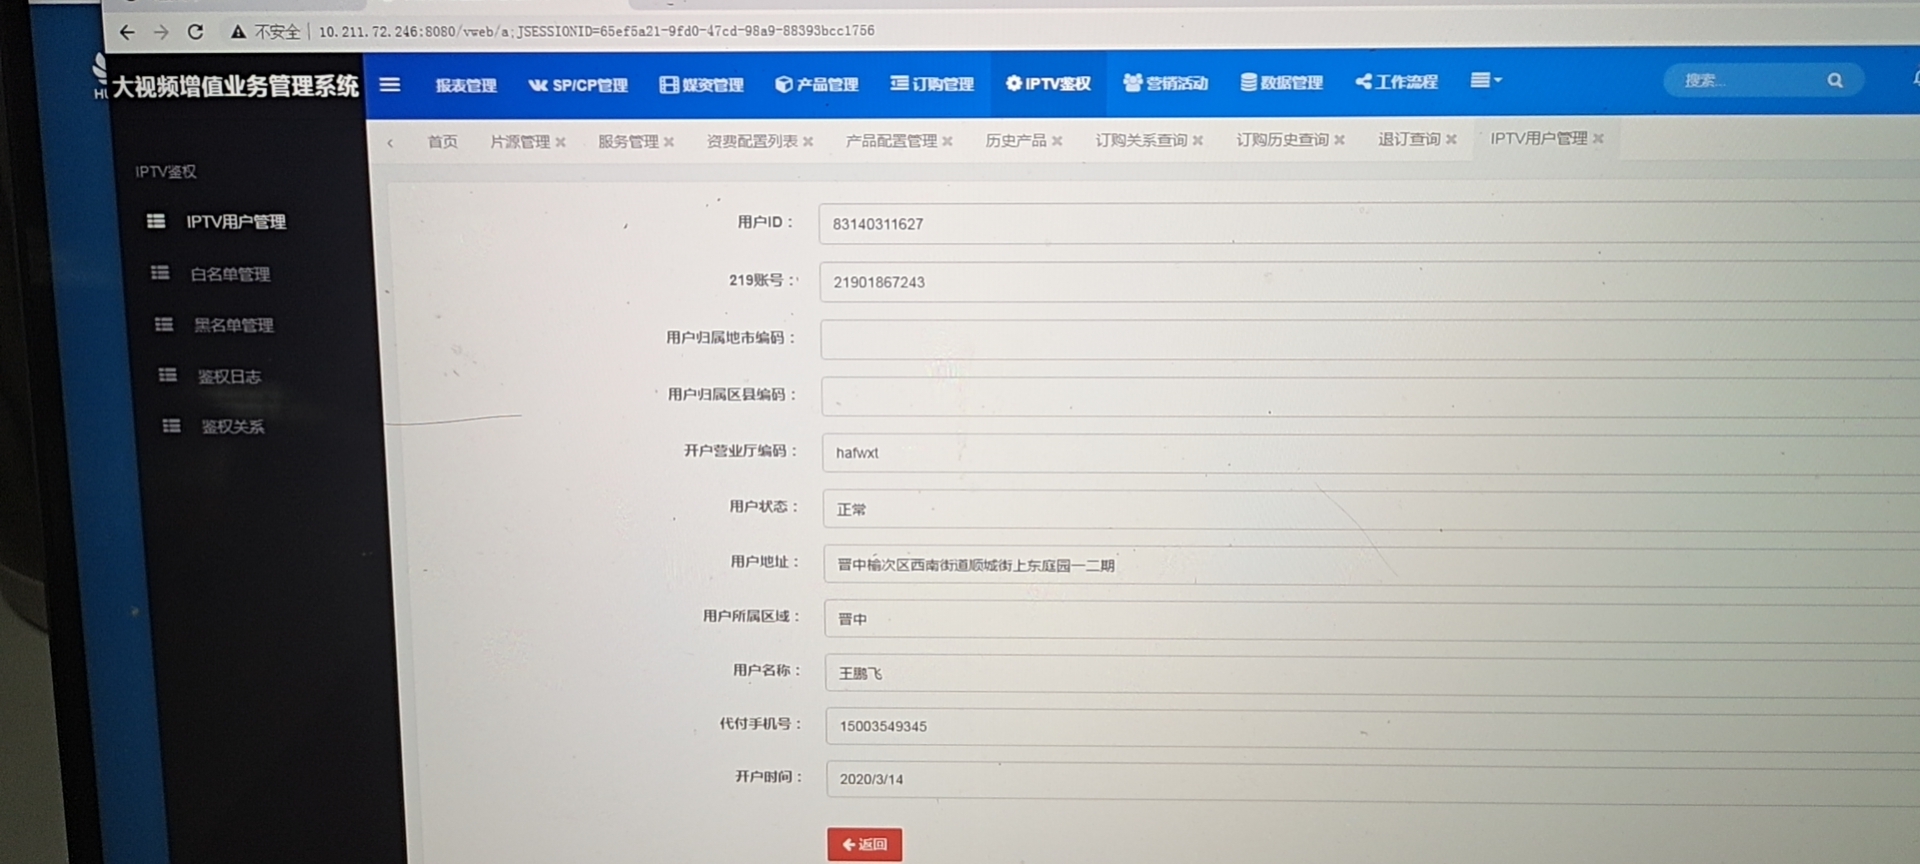 不安全 | 10.211.72.246:8080/vweb/a;JSESSIONID=65ef5a21-9fd0-47cd-98a9-88393bcc1756
大视频增值业务管理系统
报表管理 SP/CP管理 媒资管理 产品管理 订购管理 IPTV鉴权 营销活动 数据管理 工作流程 搜索...
首页 片源管理 服务管理 资费配置列表 产品配置管理 历史产品 订购关系查询 订购历史查询 退订查询 IPTV用户管理
IPTV鉴权
IPTV用户管理
白名单管理
黑名单管理
鉴权日志
鉴权关系
用户ID： 83140311627
219账号： 21901867243
用户归属地市编码：
用户归属区县编码：
开户营业厅编码： hafwxt
用户状态： 正常
用户地址： 晋中榆次区西南街道顺城街上东庭园一二期
用户所属区域： 晋中
用户名称： 王鹏飞
代付手机号： 15003549345
开户时间： 2020/3/14
返回